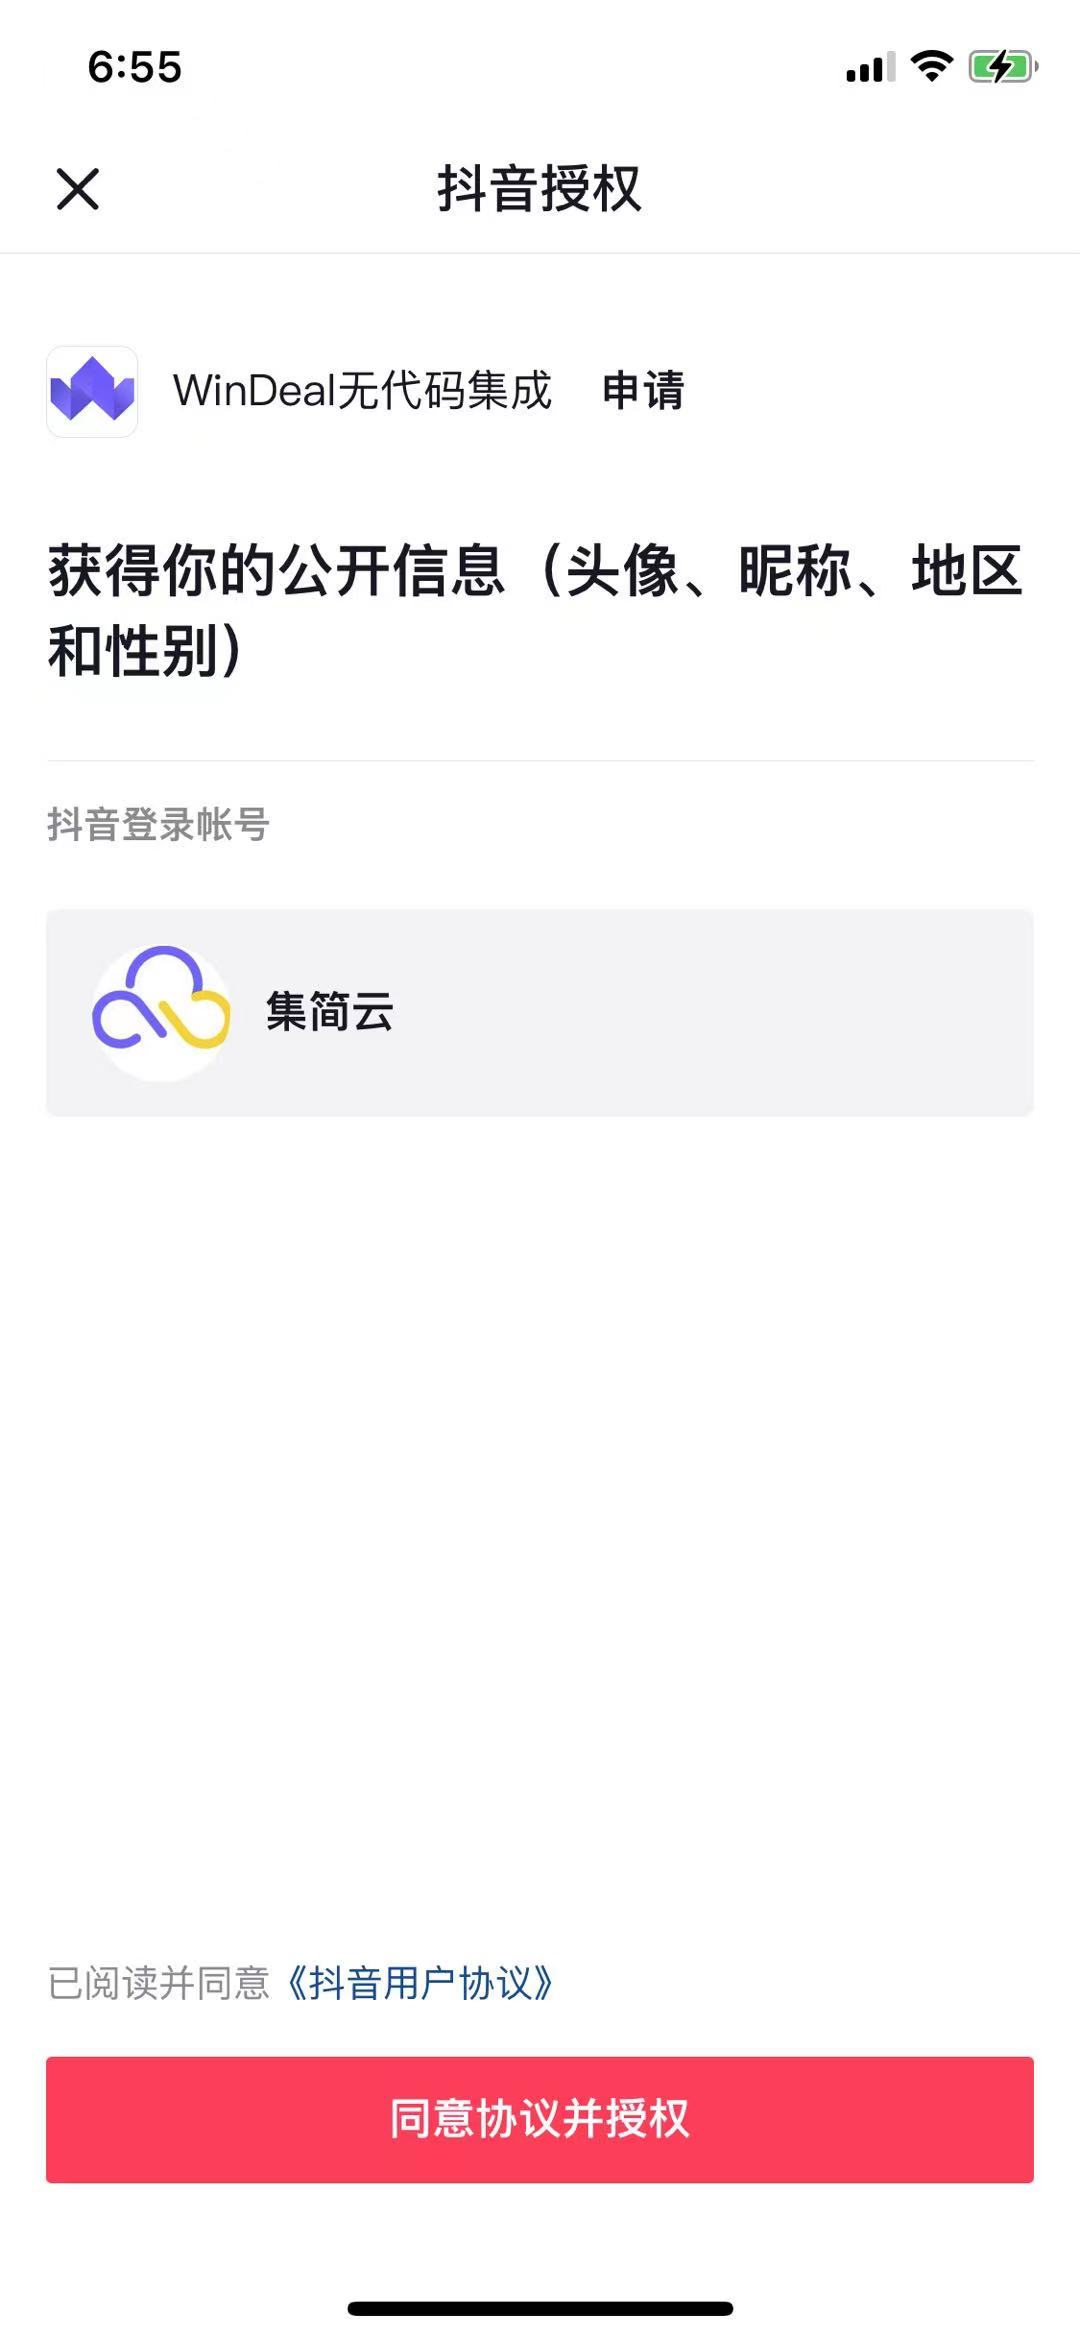 6:55
抖音授权
WinDeal无代码集成 申请
获得你的公开信息（头像、昵称、地区
和性别）
抖音登录帐号
集简云
已阅读并同意《抖音用户协议》
同意协议并授权